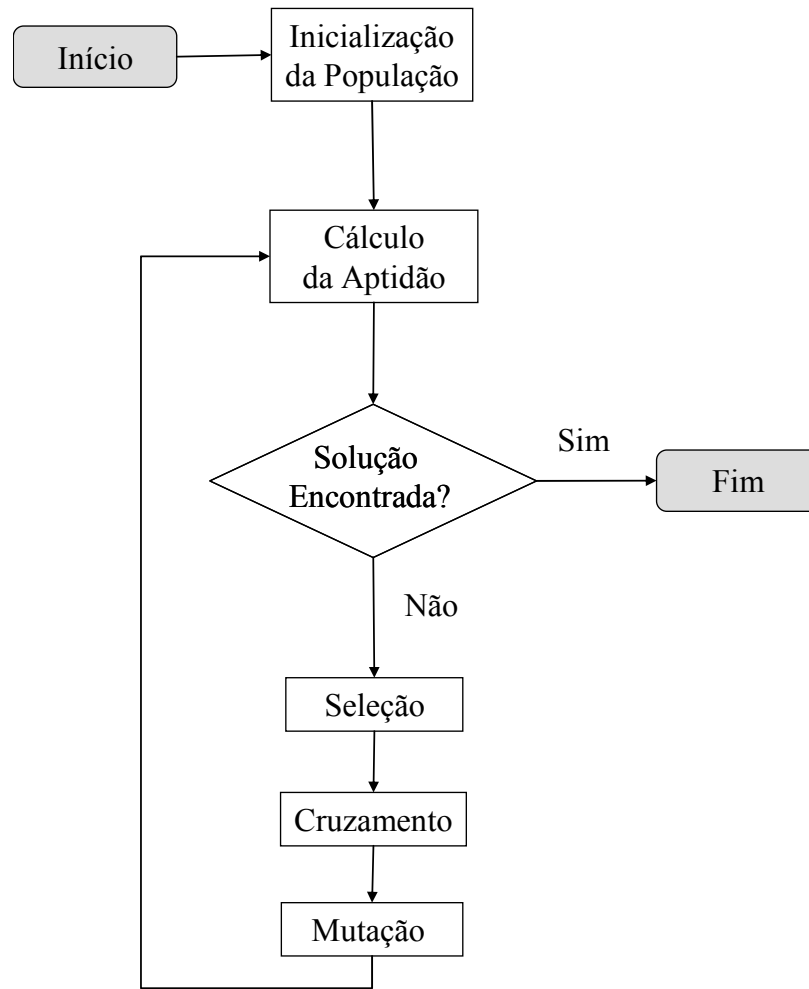 Início
Inicialização
da População
Cálculo
da Aptidão
Solução
Encontrada?
Sim
Fim
Não
Seleção
Cruzamento
Mutação